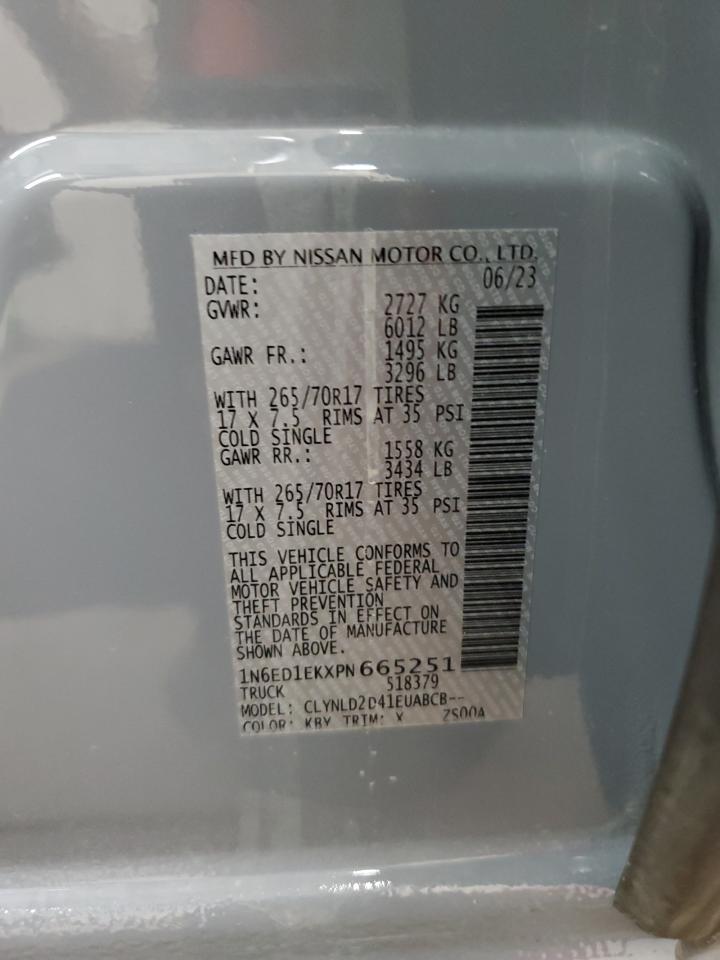 MFD BY NISSAN MOTOR CO., LTD.
DATE: 06/23
GVWR: 2727 KG
6012 LB
GAWR FR.: 1495 KG
3296 LB
WITH 265/70R17 TIRES
17 X 7.5 RIMS AT 35 PSI
COLD SINGLE
GAWR RR.: 1558 KG
3434 LB
WITH 265/70R17 TIRES
17 X 7.5 RIMS AT 35 PSI
COLD SINGLE
THIS VEHICLE CONFORMS TO
ALL APPLICABLE FEDERAL
MOTOR VEHICLE SAFETY AND
THEFT PREVENTION
STANDARDS IN EFFECT ON
THE DATE OF MANUFACTURE
SHOWN ABOVE.
1N6ED1EKXPN665251
TRUCK 518379
MODEL: CLYNLD2D41EUABCB--
COLOR: KBY TRIM: X ZS00A